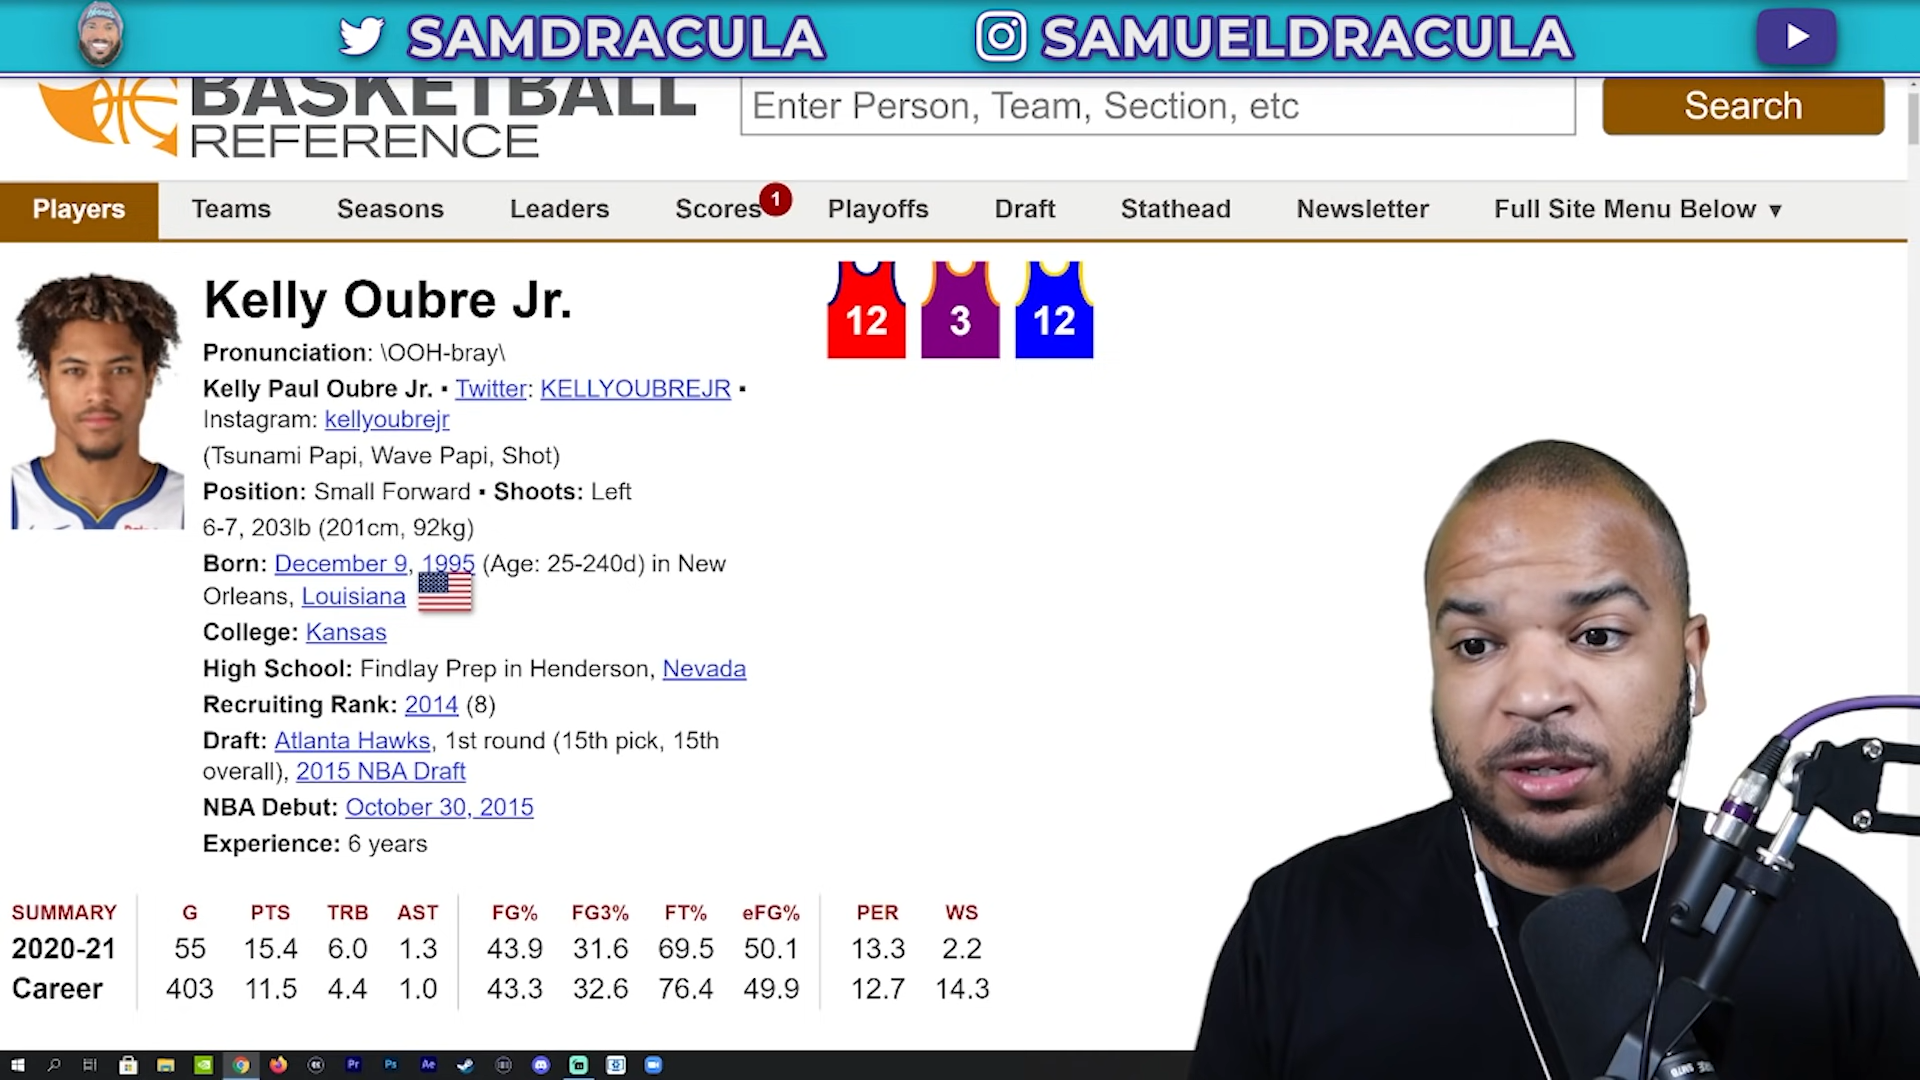 SAMDRACULA
SAMUELDRACULA
BASKETBALL
REFERENCE
Enter Person, Team, Section, etc
Search
Players
Teams
Seasons
Leaders
Scores 1
Playoffs
Draft
Stathead
Newsletter
Full Site Menu Below ▼
Kelly Oubre Jr.
12
3
12
Pronunciation: \OOH-bray\
Kelly Paul Oubre Jr. ▪ Twitter: KELLYOUBREJR ▪
Instagram: kellyoubrejr
(Tsunami Papi, Wave Papi, Shot)
Position: Small Forward ▪ Shoots: Left
6-7, 203lb (201cm, 92kg)
Born: December 9, 1995 (Age: 25-240d) in New
Orleans, Louisiana
College: Kansas
High School: Findlay Prep in Henderson, Nevada
Recruiting Rank: 2014 (8)
Draft: Atlanta Hawks, 1st round (15th pick, 15th
overall), 2015 NBA Draft
NBA Debut: October 30, 2015
Experience: 6 years
SUMMARY G PTS TRB AST FG% FG3% FT% eFG% PER WS
2020-21 55 15.4 6.0 1.3 43.9 31.6 69.5 50.1 13.3 2.2
Career 403 11.5 4.4 1.0 43.3 32.6 76.4 49.9 12.7 14.3
Pr
Ps
Ae